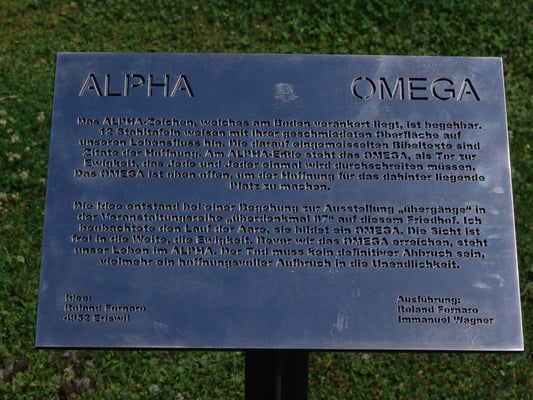 ALPHA OMEGA
Das ALPHA-Zeichen, welches am Boden verankert liegt, ist begehbar.
12 Stahltafeln weisen mit ihrer geschmiedeten Oberfläche auf
unseren Lebensfluss hin. Die darauf eingemeisselten Bibeltexte sind
Zitate der Hoffnung. Am ALPHA-Ende steht das OMEGA, als Tor zur
Ewigkeit, das Jede und Jeder einmal wird durchschreiten müssen.
Das OMEGA ist oben offen, um der Hoffnung für das dahinter liegende
Platz zu machen.
Die Idee entstand bei einer Begehung zur Ausstellung „übergänge“ in
der Veranstaltungsreihe „überdenkmal 07“ auf diesem Friedhof. Ich
beobachtete den Lauf der Aare, sie bildet ein OMEGA. Die Sicht ist
frei in die Weite, die Ewigkeit. Bevor wir das OMEGA erreichen, steht
unser Leben im ALPHA. Der Tod muss kein definitiver Abbruch sein,
vielmehr ein hoffnungsvoller Aufbruch in die Unendlichkeit.
Idee:
Roland Fornaro
4952 Eriswil
Ausführung:
Roland Fornaro
Immanuel Wagner